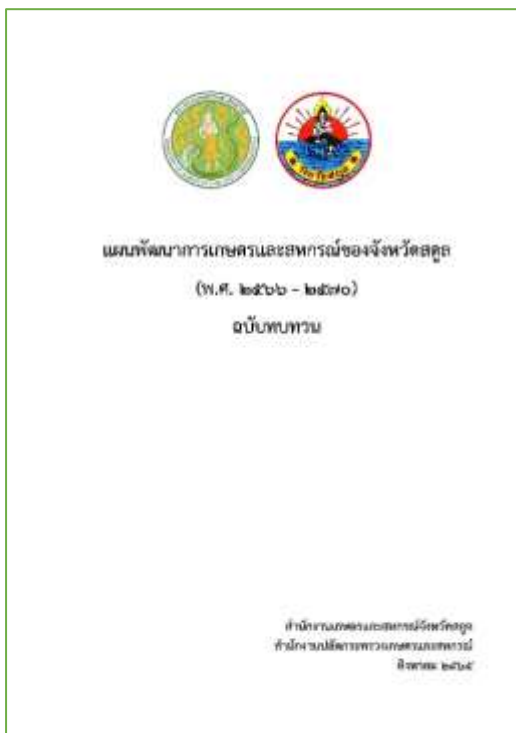 แผนพัฒนาการเกษตรและสหกรณ์ของจังหวัดสตูล
(พ.ศ. ๒๕๖๖ - ๒๕๗๐)
ฉบับทบทวน
สำนักงานเกษตรและสหกรณ์จังหวัดสตูล
สำนักงานปลัดกระทรวงเกษตรและสหกรณ์
สิงหาคม ๒๕๖๕